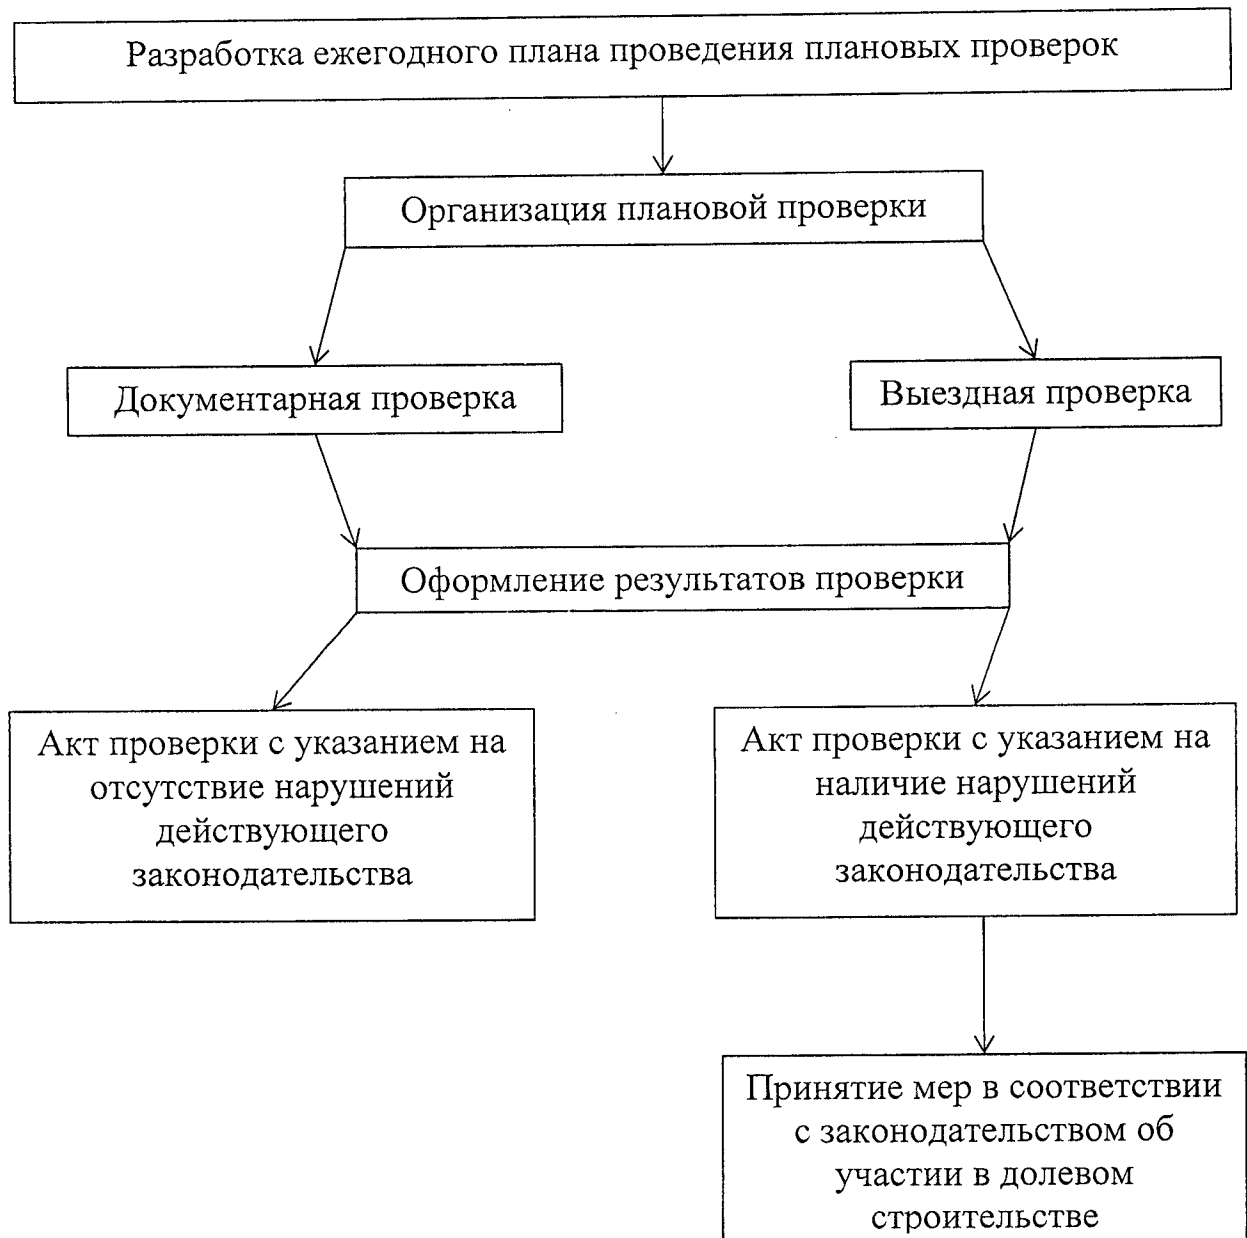 Разработка ежегодного плана проведения плановых проверок
Организация плановой проверки
Документарная проверка
Выездная проверка
Оформление результатов проверки
Акт проверки с указанием на
отсутствие нарушений
действующего
законодательства
Акт проверки с указанием на
наличие нарушений
действующего
законодательства
Принятие мер в соответствии
с законодательством об
участии в долевом
строительстве